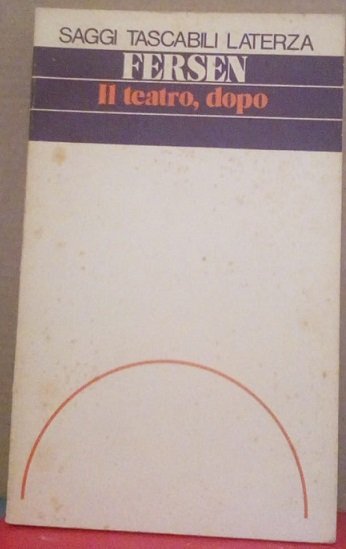 SAGGI TASCABILI LATERZA
FERSEN
Il teatro, dopo